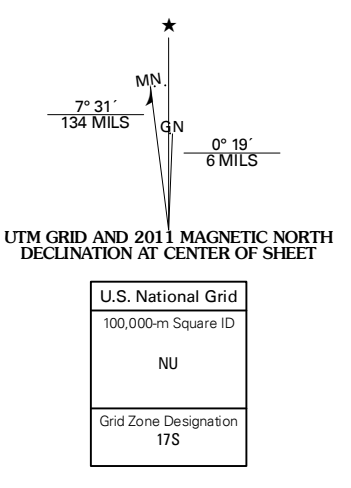 MN.
7° 31´
134 MILS
GN
0° 19´
6 MILS
UTM GRID AND 2011 MAGNETIC NORTH
DECLINATION AT CENTER OF SHEET
U.S. National Grid
100,000-m Square ID
NU
Grid Zone Designation
17S